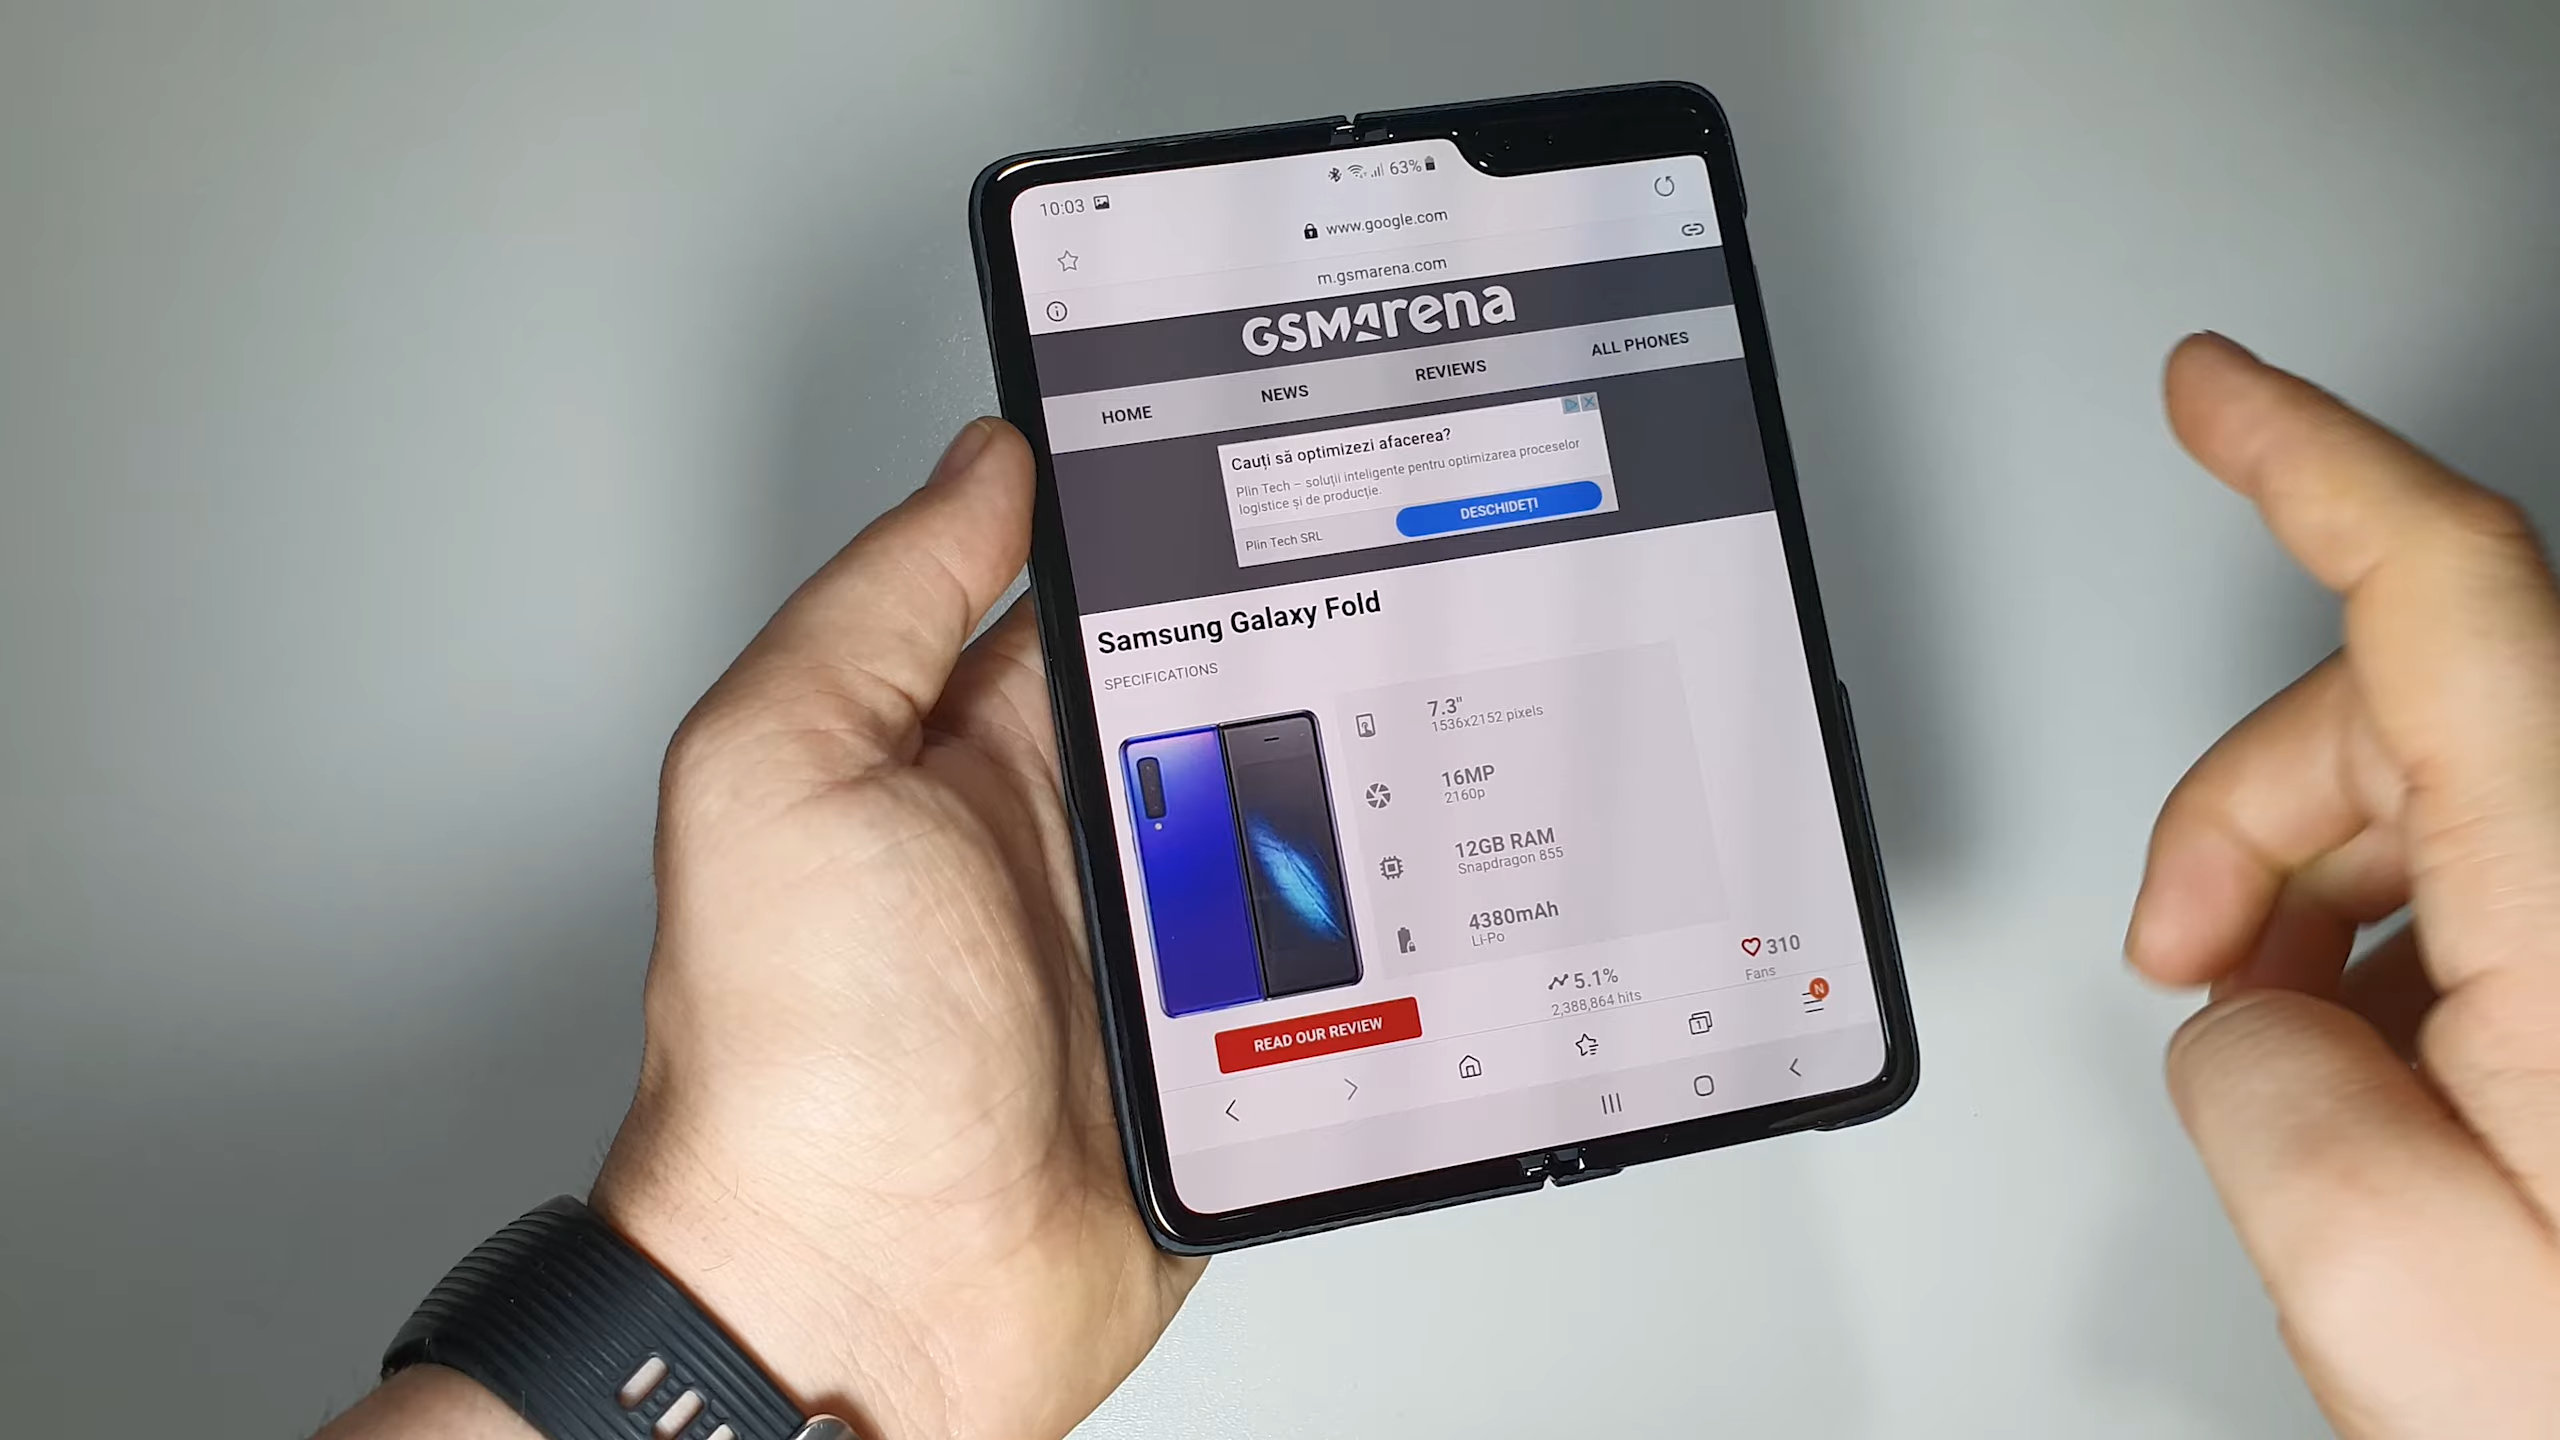 10:03
63%
www.google.com
m.gsmarena.com
GSMArena
HOME
NEWS
REVIEWS
ALL PHONES
Cauți să optimizezi afacerea?
Plin Tech – soluții inteligente pentru optimizarea proceselor
logistice și de producție.
Plin Tech SRL
DESCHIDEȚI
Samsung Galaxy Fold
SPECIFICATIONS
7.3"
1536x2152 pixels
16MP
2160p
12GB RAM
Snapdragon 855
4380mAh
Li-Po
5.1%
2,388,864 hits
310
Fans
READ OUR REVIEW
1
N